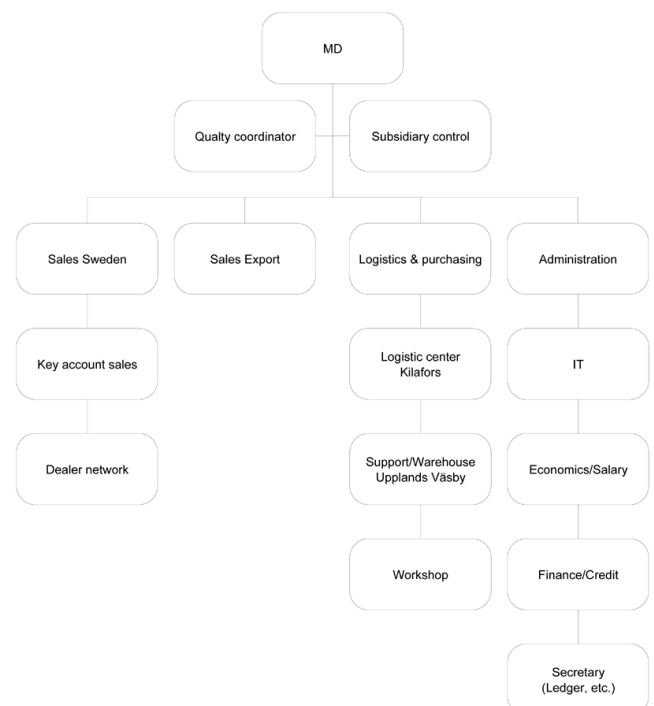 MD
Qualty coordinator
Subsidiary control
Sales Sweden
Sales Export
Logistics & purchasing
Administration
Key account sales
Logistic center
Kilafors
IT
Dealer network
Support/Warehouse
Upplands Väsby
Economics/Salary
Workshop
Finance/Credit
Secretary
(Ledger, etc.)